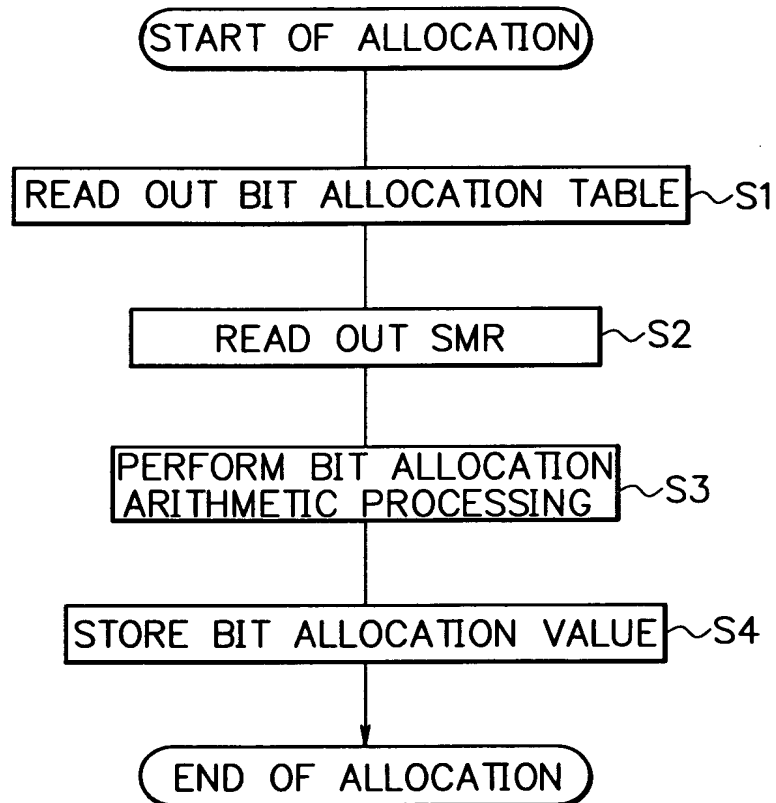 START OF ALLOCATION
READ OUT BIT ALLOCATION TABLE S1
READ OUT SMR S2
PERFORM BIT ALLOCATION
ARITHMETIC PROCESSING S3
STORE BIT ALLOCATION VALUE S4
END OF ALLOCATION